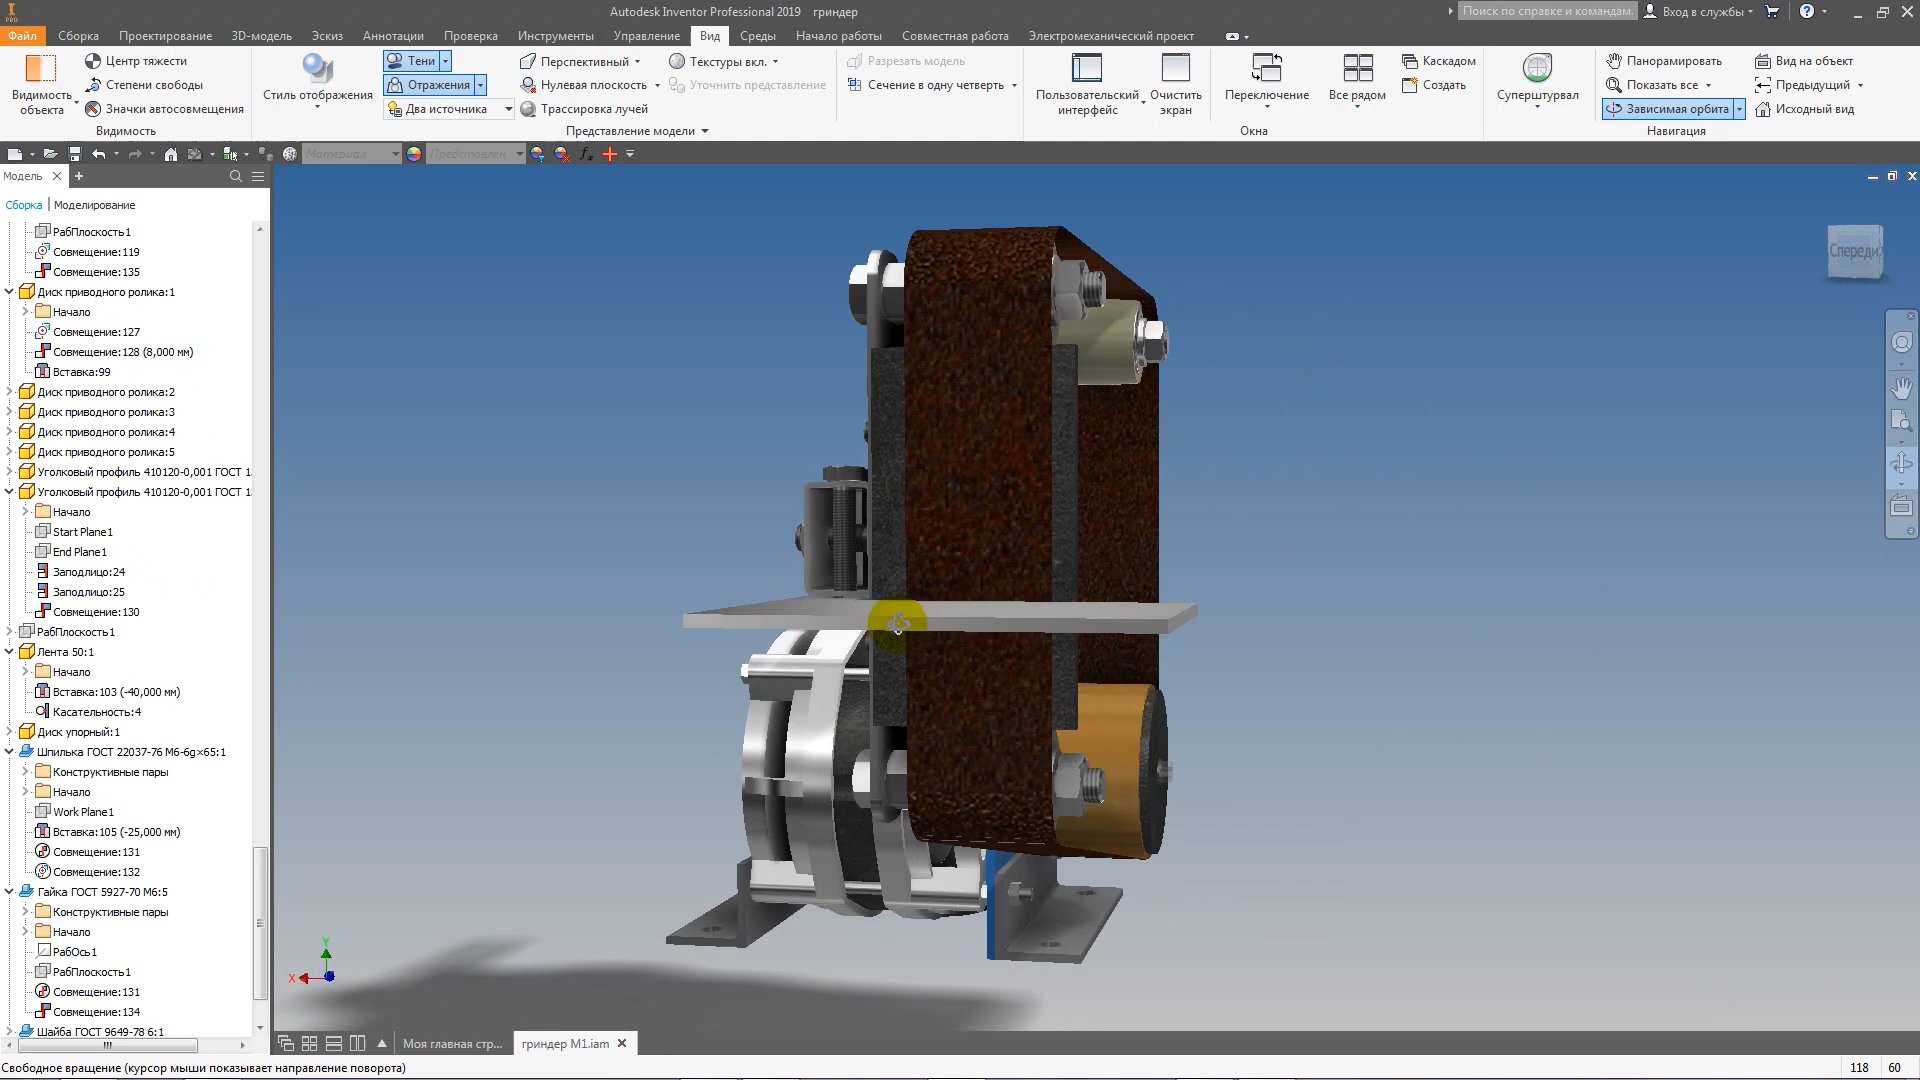 Autodesk Inventor Professional 2019 гриндер
Поиск по справке и командам.
Вход в службы
PRO
Файл Сборка Проектирование 3D-модель Эскиз Аннотации Проверка Инструменты Управление Вид Среды Начало работы Совместная работа Электромеханический проект
Видимость объекта
Центр тяжести
Степени свободы
Значки автосовмещения
Видимость
Стиль отображения
Тени
Отражения
Два источника
Перспективный
Нулевая плоскость
Трассировка лучей
Текстуры вкл.
Уточнить представление
Представление модели
Разрезать модель
Сечение в одну четверть
Пользовательский интерфейс
Очистить экран
Переключение
Все рядом
Каскадом
Создать
Окна
Суперштурвал
Панорамировать
Показать все
Зависимая орбита
Вид на объект
Предыдущий
Исходный вид
Навигация
Материал
Представлен
Модель
Сборка | Моделирование
РабПлоскость1
Совмещение:119
Совмещение:135
Диск приводного ролика:1
Начало
Совмещение:127
Совмещение:128 (8,000 мм)
Вставка:99
Диск приводного ролика:2
Диск приводного ролика:3
Диск приводного ролика:4
Диск приводного ролика:5
Уголковый профиль 410120-0,001 ГОСТ 1
Уголковый профиль 410120-0,001 ГОСТ 1
Начало
Start Plane1
End Plane1
Заподлицо:24
Заподлицо:25
Совмещение:130
РабПлоскость1
Лента 50:1
Начало
Вставка:103 (-40,000 мм)
Касательность:4
Диск упорный:1
Шпилька ГОСТ 22037-76 М6-6g×65:1
Конструктивные пары
Начало
Work Plane1
Вставка:105 (-25,000 мм)
Совмещение:131
Совмещение:132
Гайка ГОСТ 5927-70 М6:5
Конструктивные пары
Начало
РабОсь1
РабПлоскость1
Совмещение:131
Совмещение:134
Шайба ГОСТ 9649-78 6:1
Спереди
Y
X
Моя главная стр...
гриндер М1.iam
Свободное вращение (курсор мыши показывает направление поворота)
118 60